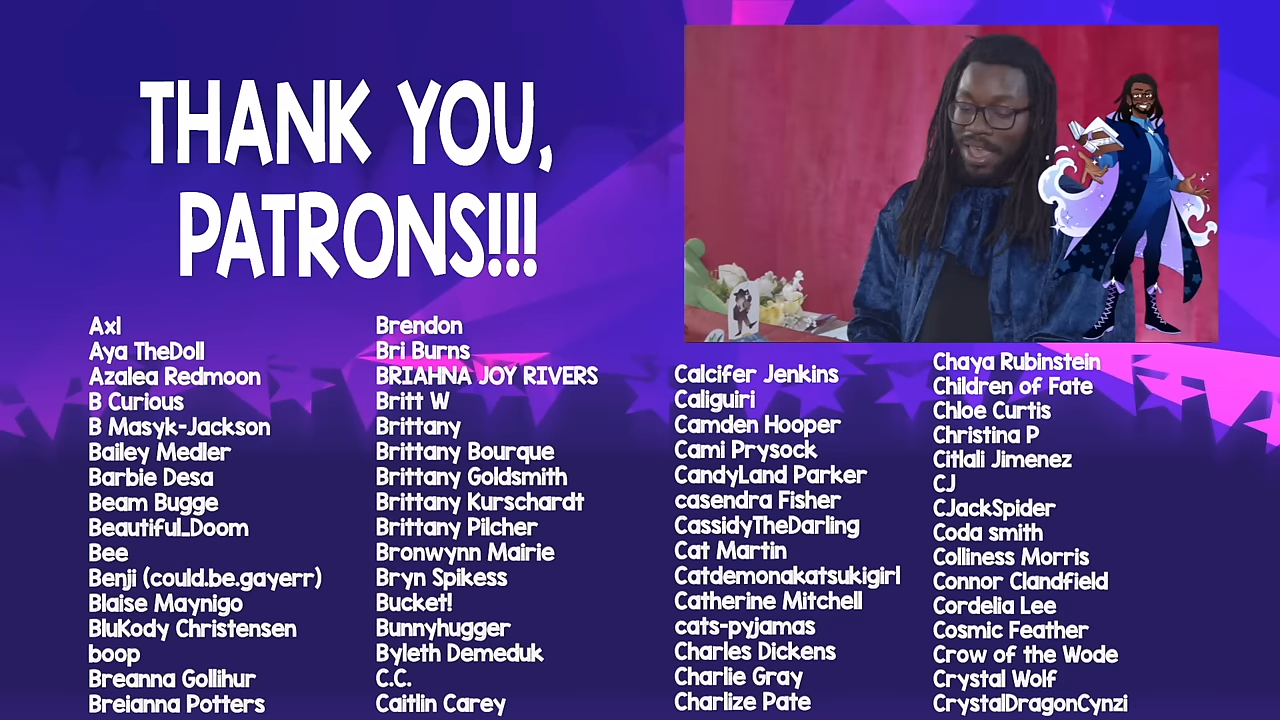 THANK YOU,
PATRONS!!!
Axl
Aya TheDoll
Azalea Redmoon
B Curious
B Masyk-Jackson
Bailey Medler
Barbie Desa
Beam Bugge
Beautiful_Doom
Bee
Benji (could.be.gayerr)
Blaise Maynigo
BluKody Christensen
boop
Breanna Gollihur
Breianna Potters
Brendon
Bri Burns
BRIAHNA JOY RIVERS
Britt W
Brittany
Brittany Bourque
Brittany Goldsmith
Brittany Kurschardt
Brittany Pilcher
Bronwynn Mairie
Bryn Spikess
Bucket!
Bunnyhugger
Byleth Demeduk
C.C.
Caitlin Carey
Calcifer Jenkins
Caliguiri
Camden Hooper
Cami Prysock
CandyLand Parker
casendra Fisher
CassidyTheDarling
Cat Martin
Catdemonakatsukigirl
Catherine Mitchell
cats-pyjamas
Charles Dickens
Charlie Gray
Charlize Pate
Chaya Rubinstein
Children of Fate
Chloe Curtis
Christina P
Citlali Jimenez
CJ
CJackSpider
Coda smith
Colliness Morris
Connor Clandfield
Cordelia Lee
Cosmic Feather
Crow of the Wode
Crystal Wolf
CrystalDragonCynzi